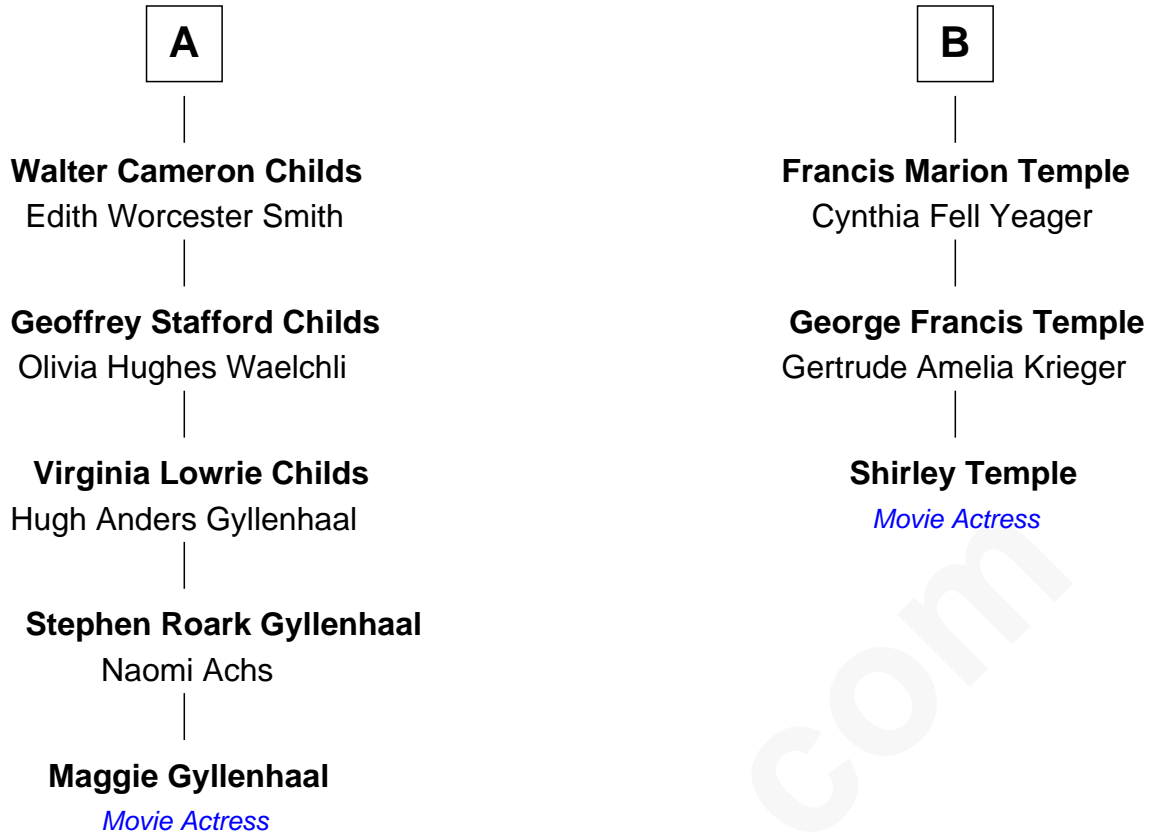 A
Walter Cameron Childs
Edith Worcester Smith
Geoffrey Stafford Childs
Olivia Hughes Waelchli
Virginia Lowrie Childs
Hugh Anders Gyllenhaal
Stephen Roark Gyllenhaal
Naomi Achs
Maggie Gyllenhaal
Movie Actress
B
Francis Marion Temple
Cynthia Fell Yeager
George Francis Temple
Gertrude Amelia Krieger
Shirley Temple
Movie Actress
com